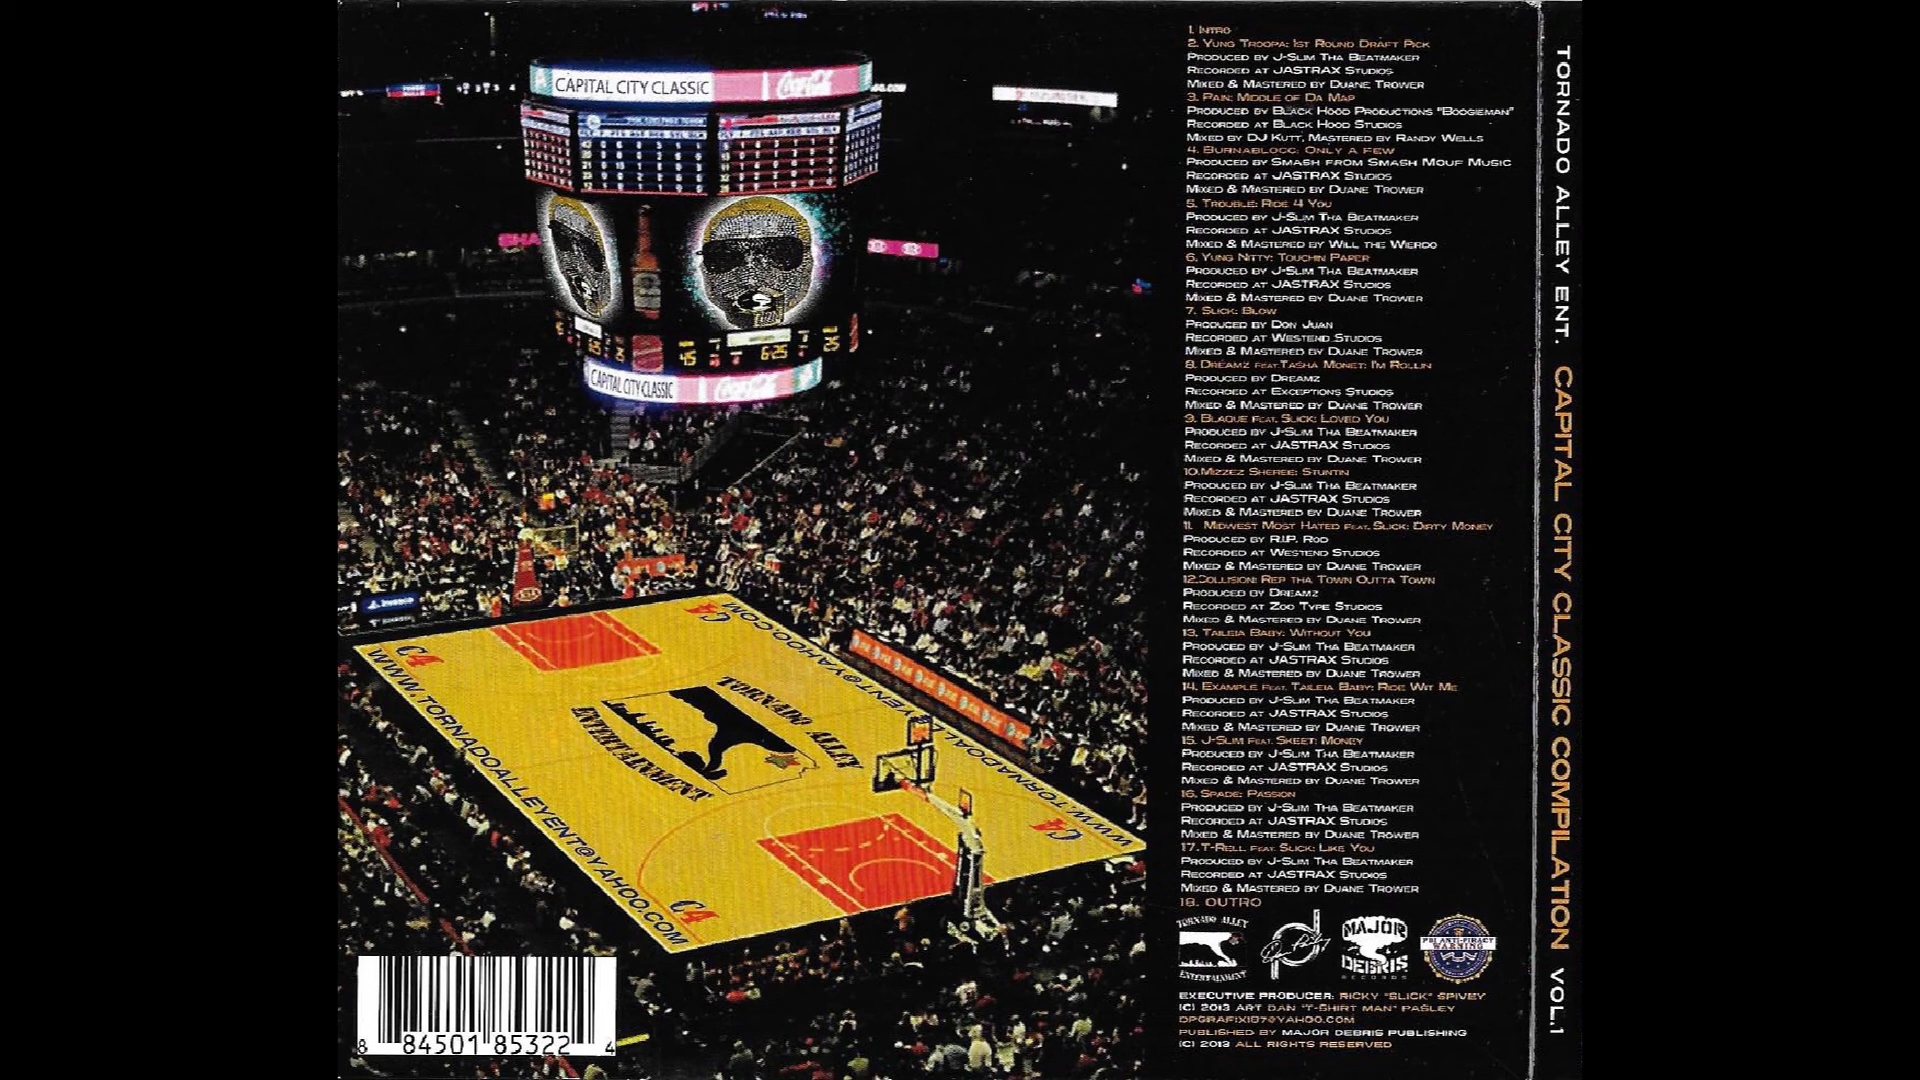 CAPITAL CITY CLASSIC
Coca-Cola
CAPITAL CITY CLASSIC
Coca-Cola
45
6:25
25
C4
WWW.TORNADOALLEYENT@YAHOO.COM
C4
TORNADO ALLEY
ENTERTAINMENT
C4
WWW.TORNADOALLEYENT@YAHOO.COM
C4
8 84501 85322 4
1. Intro
2. Yung Troopa: 1st Round Draft Pick
Produced by J-Slim Tha Beatmaker
Recorded at JASTRAX Studios
Mixed & Mastered by Duane Trower
3. Pain: Middle of Da Map
Produced by Black Hood Productions "Boogieman"
Recorded at Black Hood Studios
Mixed by DJ Kutt, Mastered by Randy Wells
4. Burnablocc: Only a Few
Produced by Smash from Smash Mouf Music
Recorded at JASTRAX Studios
Mixed & Mastered by Duane Trower
5. Trouble: Ride 4 You
Produced by J-Slim Tha Beatmaker
Recorded at JASTRAX Studios
Mixed & Mastered by Will the Wierdo
6. Yung Nitty: Touchin Paper
Produced by J-Slim Tha Beatmaker
Recorded at JASTRAX Studios
Mixed & Mastered by Duane Trower
7. Slick: Blow
Produced by Don Juan
Recorded at Westend Studios
Mixed & Mastered by Duane Trower
8. Dreamz feat. Tasha Monet: I'm Rollin
Produced by Dreamz
Recorded at Exceptions Studios
Mixed & Mastered by Duane Trower
9. Blaque feat. Slick: Loved You
Produced by J-Slim Tha Beatmaker
Recorded at JASTRAX Studios
Mixed & Mastered by Duane Trower
10.Mizzez Sheree: Stuntin
Produced by J-Slim Tha Beatmaker
Recorded at JASTRAX Studios
Mixed & Mastered by Duane Trower
11. Midwest Most Hated feat. Slick: Dirty Money
Produced by R.I.P. Rod
Recorded at Westend Studios
Mixed & Mastered by Duane Trower
12.Collision: Rep tha Town Outta Town
Produced by Dreamz
Recorded at Zoo Type Studios
Mixed & Mastered by Duane Trower
13. Taileia Baby: Without You
Produced by J-Slim Tha Beatmaker
Recorded at JASTRAX Studios
Mixed & Mastered by Duane Trower
14. Example feat. Taileia Baby: Ride Wit Me
Produced by J-Slim Tha Beatmaker
Recorded at JASTRAX Studios
Mixed & Mastered by Duane Trower
15. J-Slim feat. Skeet: Money
Produced by J-Slim Tha Beatmaker
Recorded at JASTRAX Studios
Mixed & Mastered by Duane Trower
16. Spade: Passion
Produced by J-Slim Tha Beatmaker
Recorded at JASTRAX Studios
Mixed & Mastered by Duane Trower
17.T-Rell feat. Slick: Like You
Produced by J-Slim Tha Beatmaker
Recorded at JASTRAX Studios
Mixed & Mastered by Duane Trower
18. OUTRO
TORNADO ALLEY
ENTERTAINMENT
MAJOR
DEBRIS
RECORDS
FBI ANTI-PIRACY
WARNING
EXECUTIVE PRODUCER: RICKY "SLICK" SPIVEY
(C) 2013 ART DAN "T-SHIRT MAN" PASLEY
DPGRAFIX187@YAHOO.COM
PUBLISHED BY MAJOR DEBRIS PUBLISHING
(C) 2013 ALL RIGHTS RESERVED
TORNADO ALLEY ENT. CAPITAL CITY CLASSIC COMPILATION VOL.1